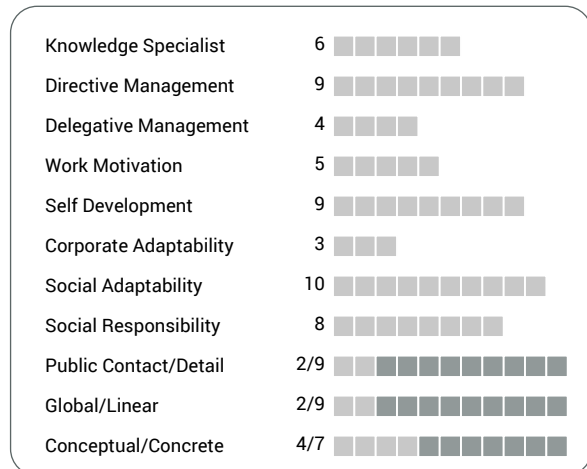 Knowledge Specialist 6
Directive Management 9
Delegative Management 4
Work Motivation 5
Self Development 9
Corporate Adaptability 3
Social Adaptability 10
Social Responsibility 8
Public Contact/Detail 2/9
Global/Linear 2/9
Conceptual/Concrete 4/7